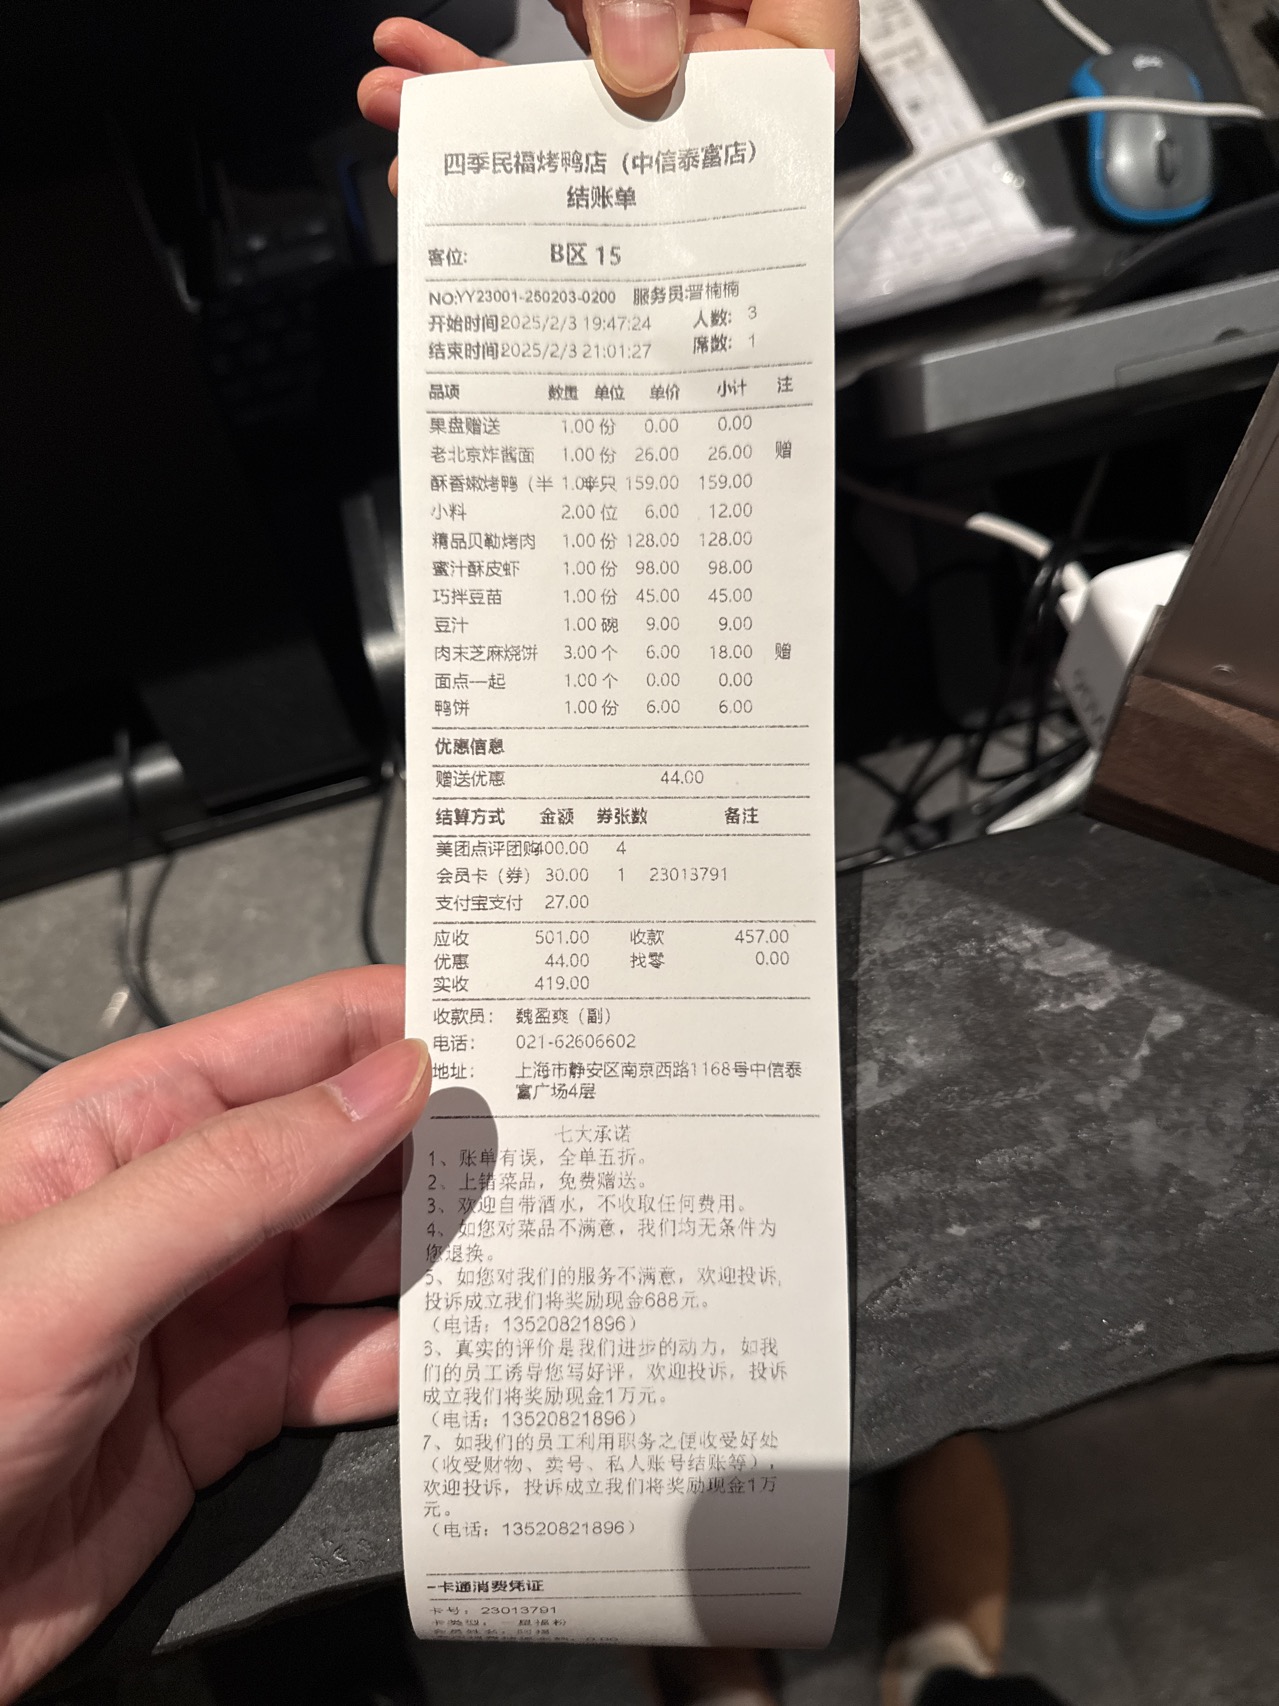 四季民福烤鸭店（中信泰富店）
结账单
客位： B区 15
NO:YY23001-250203-0200 服务员:晋楠楠
开始时间2025/2/3 19:47:24 人数： 3
结束时间2025/2/3 21:01:27 席数： 1
品项 数量 单位 单价 小计 注
果盘赠送 1.00 份 0.00 0.00
老北京炸酱面 1.00 份 26.00 26.00 赠
酥香嫩烤鸭（半 1.00 半只 159.00 159.00
小料 2.00 位 6.00 12.00
精品贝勒烤肉 1.00 份 128.00 128.00
蜜汁酥皮虾 1.00 份 98.00 98.00
巧拌豆苗 1.00 份 45.00 45.00
豆汁 1.00 碗 9.00 9.00
肉末芝麻烧饼 3.00 个 6.00 18.00 赠
面点一起 1.00 个 0.00 0.00
鸭饼 1.00 份 6.00 6.00
优惠信息
赠送优惠 44.00
结算方式 金额 券张数 备注
美团点评团购400.00 4
会员卡（券） 30.00 1 23013791
支付宝支付 27.00
应收 501.00 收款 457.00
优惠 44.00 找零 0.00
实收 419.00
收款员： 魏盈爽（副）
电话： 021-62606602
地址： 上海市静安区南京西路1168号中信泰
富广场4层
七大承诺
1、账单有误，全单五折。
2、上错菜品，免费赠送。
3、欢迎自带酒水，不收取任何费用。
4、如您对菜品不满意，我们均无条件为
您退换。
5、如您对我们的服务不满意，欢迎投诉，
投诉成立我们将奖励现金688元。
（电话：13520821896）
6、真实的评价是我们进步的动力，如我
们的员工诱导您写好评，欢迎投诉，投诉
成立我们将奖励现金1万元。
（电话：13520821896）
7、如我们的员工利用职务之便收受好处
（收受财物、卖号、私人账号结账等），
欢迎投诉，投诉成立我们将奖励现金1万
元。
（电话：13520821896）
一卡通消费凭证
卡号：23013791
卡类型：一星福粉